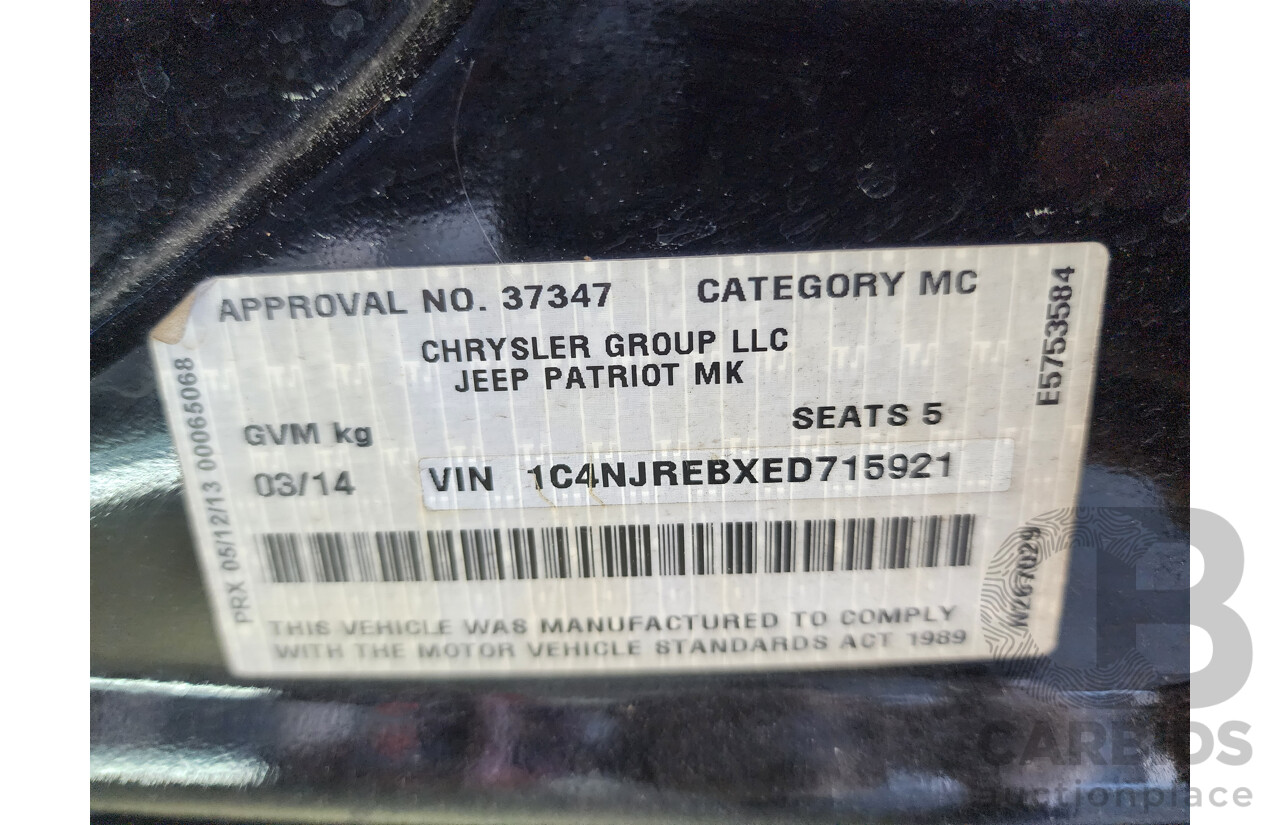 APPROVAL NO. 37347 CATEGORY MC
CHRYSLER GROUP LLC
JEEP PATRIOT MK
SEATS 5
GVM kg
03/14 VIN 1C4NJREBXED715921
THIS VEHICLE WAS MANUFACTURED TO COMPLY
WITH THE MOTOR VEHICLE STANDARDS ACT 1989
PRX 05/12/13 00065068
E5753584
N267029
CARBIDS
auctionplace